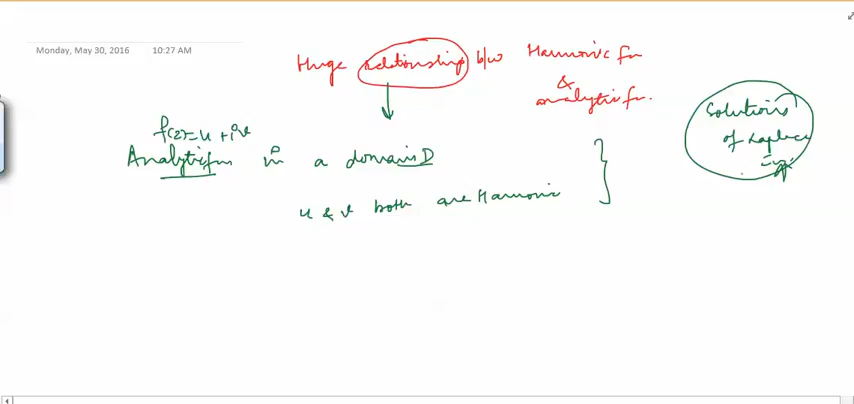 Monday, May 30, 2016 10:27 AM
Huge relationship b/w Harmonic fn
&
analytic fn.
Solutions
of Laplace
Eqn
f(z)=u+iv
Analytic fn in a domain D
u & v both are Harmonic